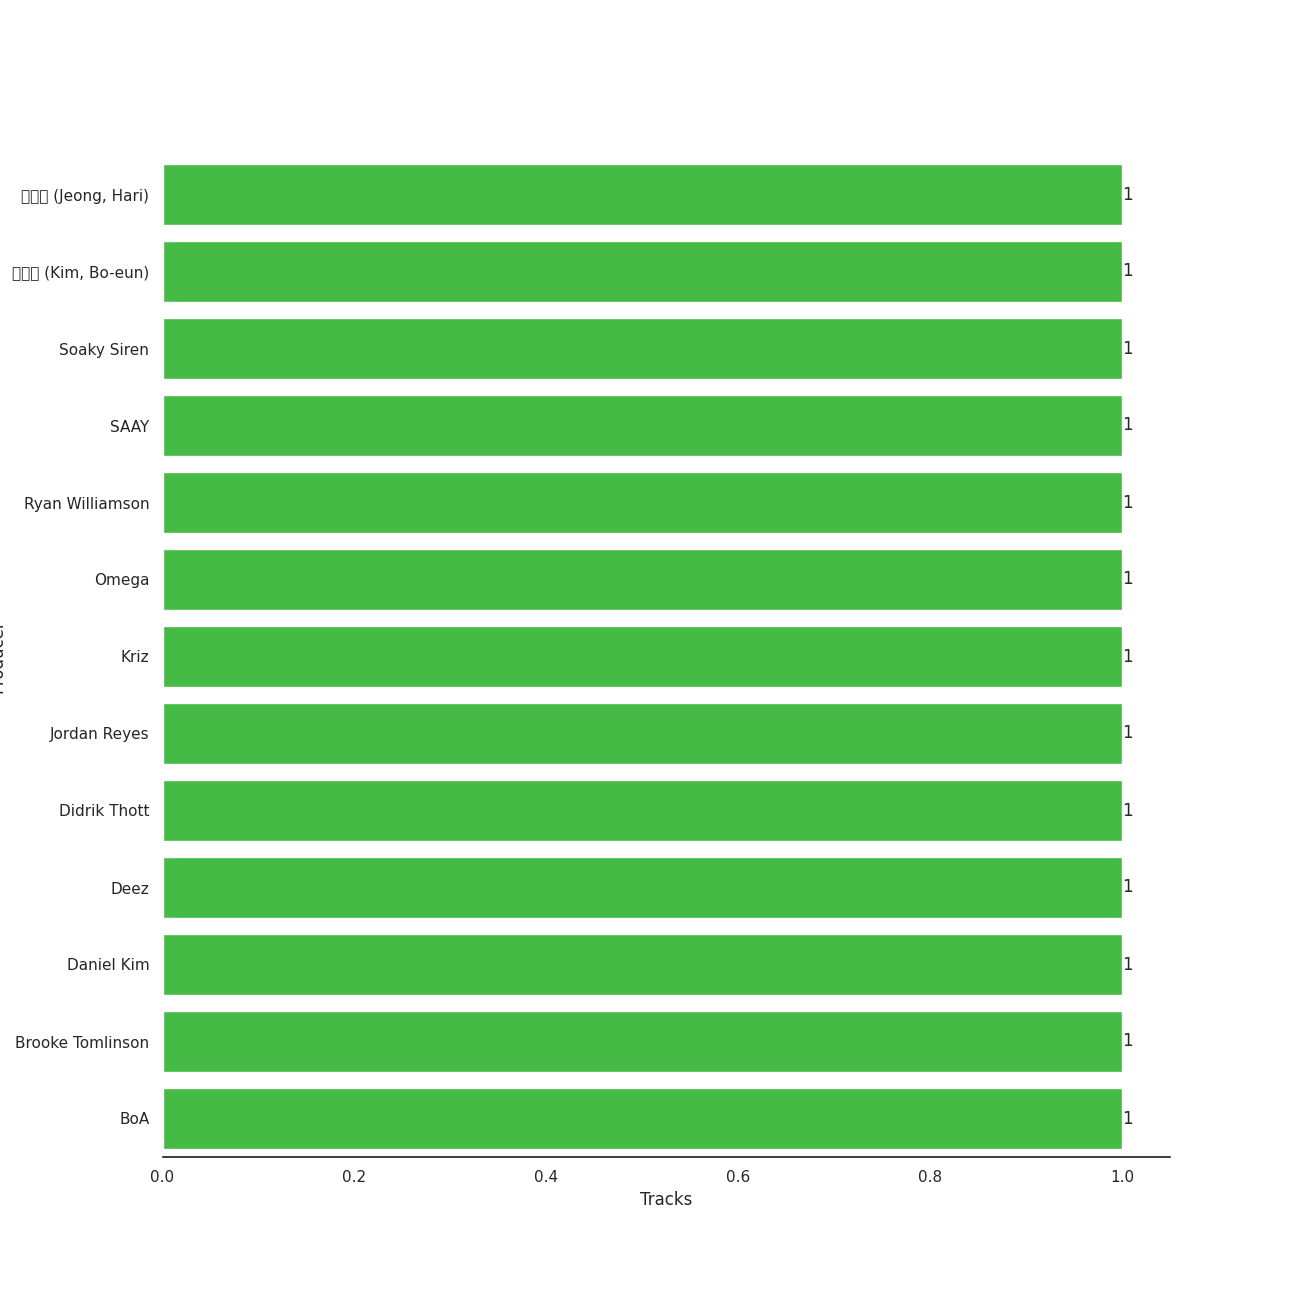 (Jeong, Hari) 1
(Kim, Bo-eun) 1
Soaky Siren 1
SAAY 1
Ryan Williamson 1
Omega 1
Kriz 1
Jordan Reyes 1
Didrik Thott 1
Deez 1
Daniel Kim 1
Brooke Tomlinson 1
BoA 1
0.0 0.2 0.4 0.6 0.8 1.0
Tracks